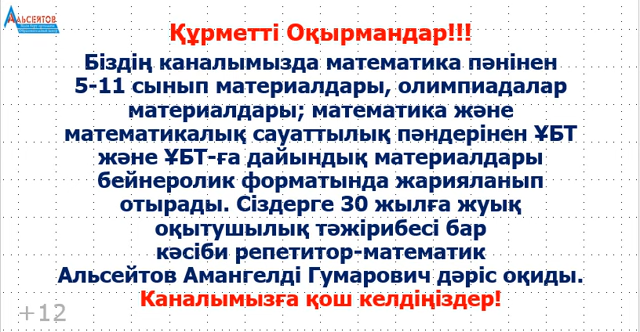 АЛЬСЕИТОВ
Құрметті Оқырмандар!!!
Біздің каналымызда математика пәнінен
5-11 сынып материалдары, олимпиадалар
материалдары; математика және
математикалық сауаттылық пәндерінен ҰБТ
және ҰБТ-ға дайындық материалдары
бейнеролик форматында жарияланып
отырады. Сіздерге 30 жылға жуық
оқытушылық тәжірибесі бар
кәсіби репетитор-математик
Альсейтов Амангелді Гумарович дәріс оқиды.
Каналымызға қош келдіңіздер!
+12